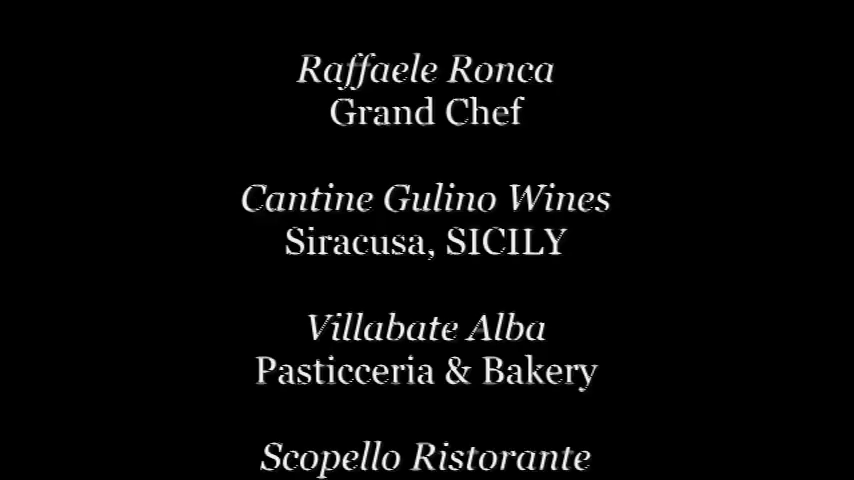 Raffaele Ronca
Grand Chef
Cantine Gulino Wines
Siracusa, SICILY
Villabate Alba
Pasticceria & Bakery
Scopello Ristorante